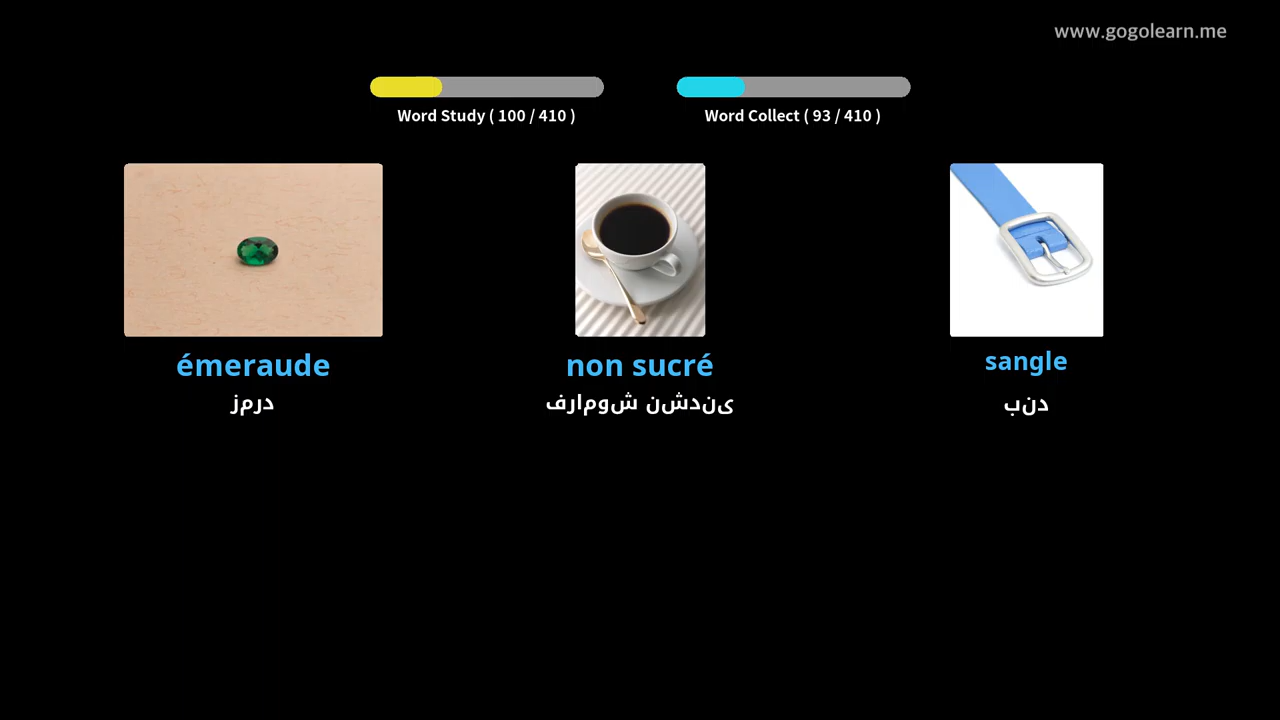 www.gogolearn.me
Word Study ( 100 / 410 )
Word Collect ( 93 / 410 )
émeraude
درمز
non sucré
یندشن شومارف
sangle
دنب